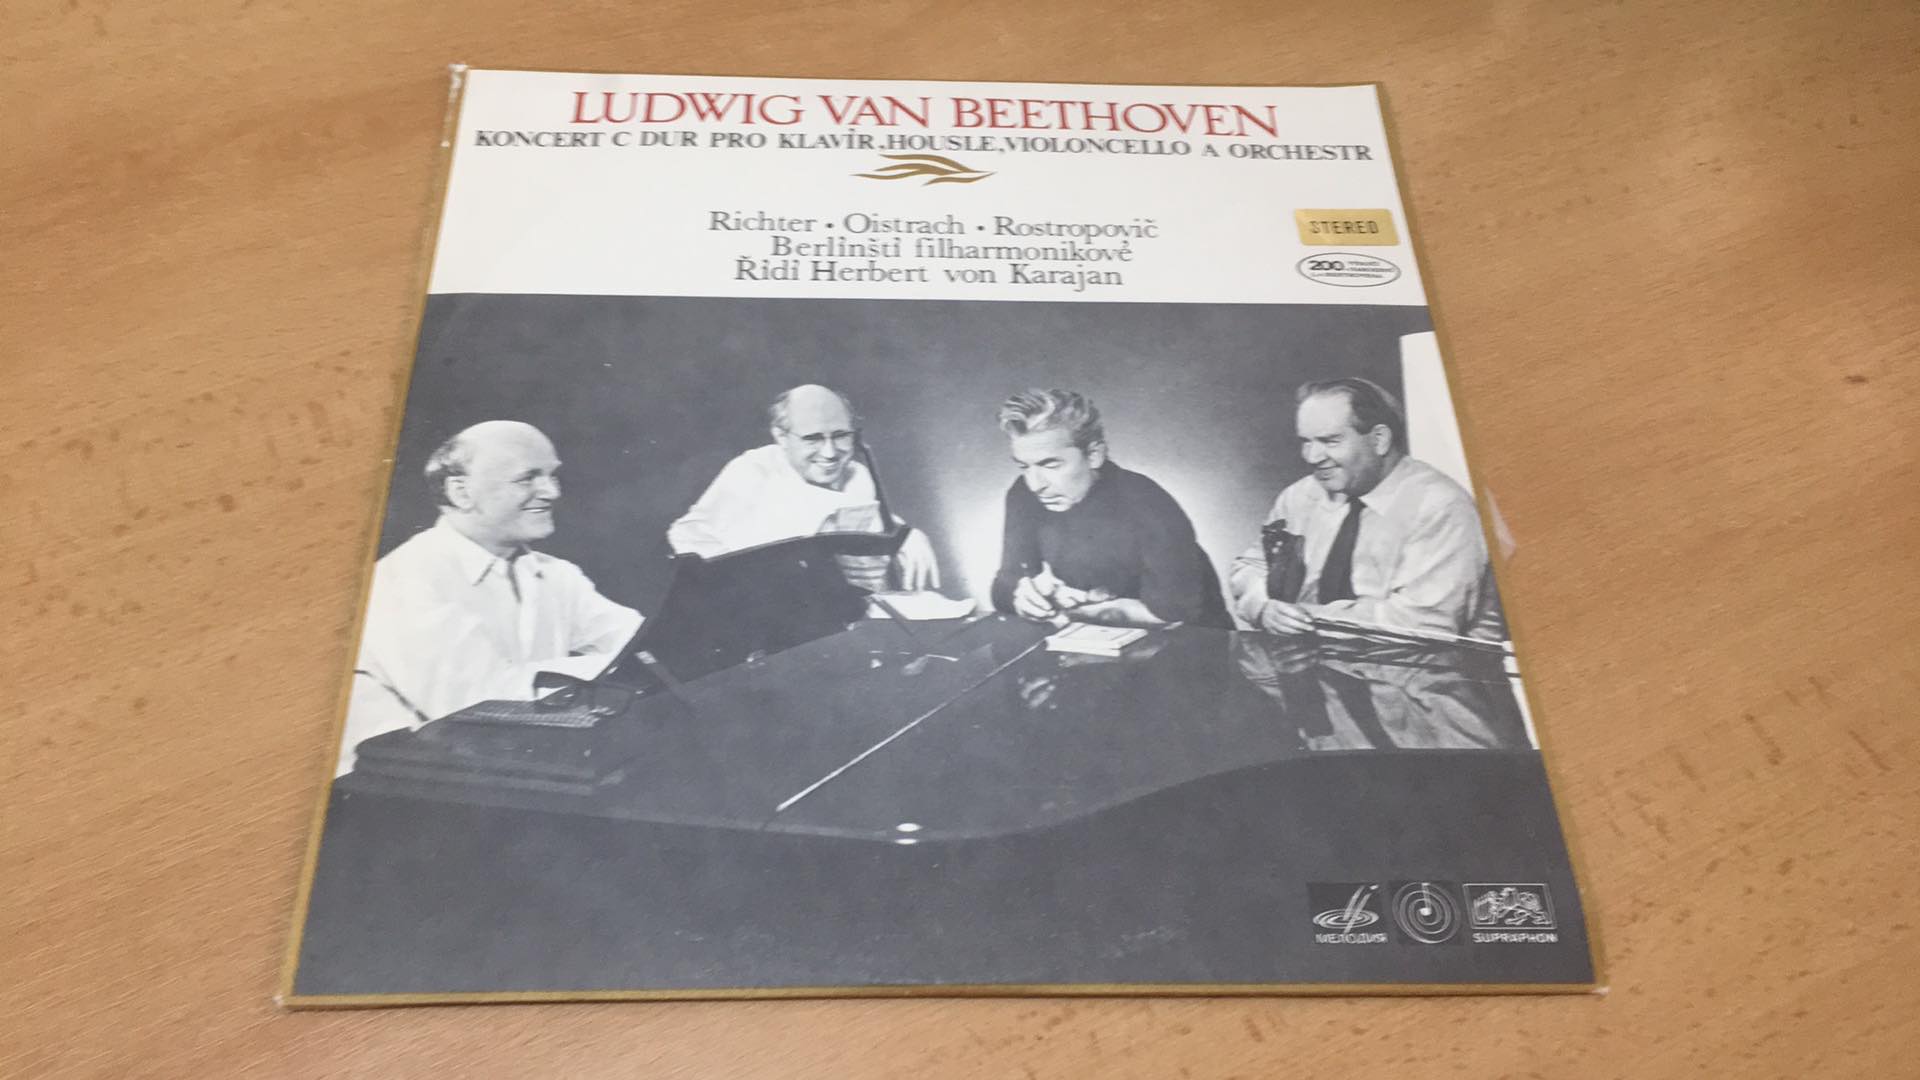 LUDWIG VAN BEETHOVEN
KONCERT C DUR PRO KLAVÍR,HOUSLE,VIOLONCELLO A ORCHESTR
Richter • Oistrach • Rostropovič
Berlínští filharmonikové
Řídí Herbert von Karajan
STEREO
200
МЕЛОДИЯ
SUPRAPHON